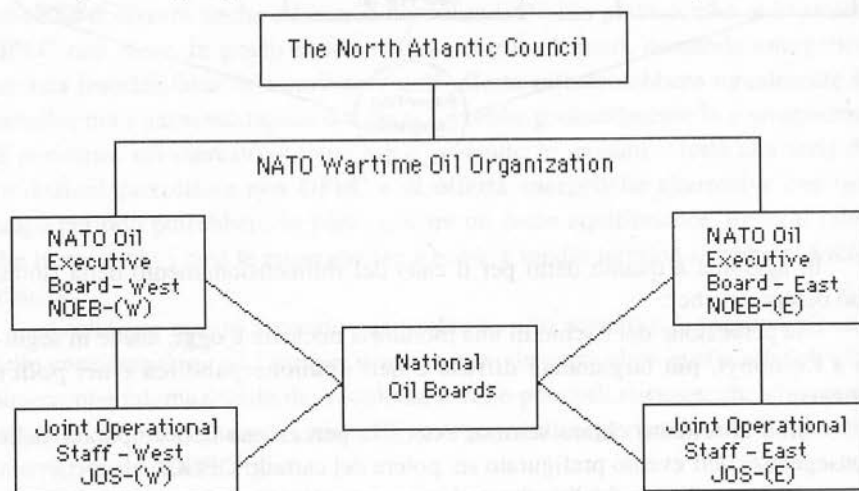 The North Atlantic Council
NATO Wartime Oil Organization
NATO Oil
Executive
Board - West
NOEB-(W)
NATO Oil
Executive
Board - East
NOEB-(E)
National
Oil Boards
Joint Operational
Staff - West
JOS-(W)
Joint Operational
Staff - East
JOS-(E)